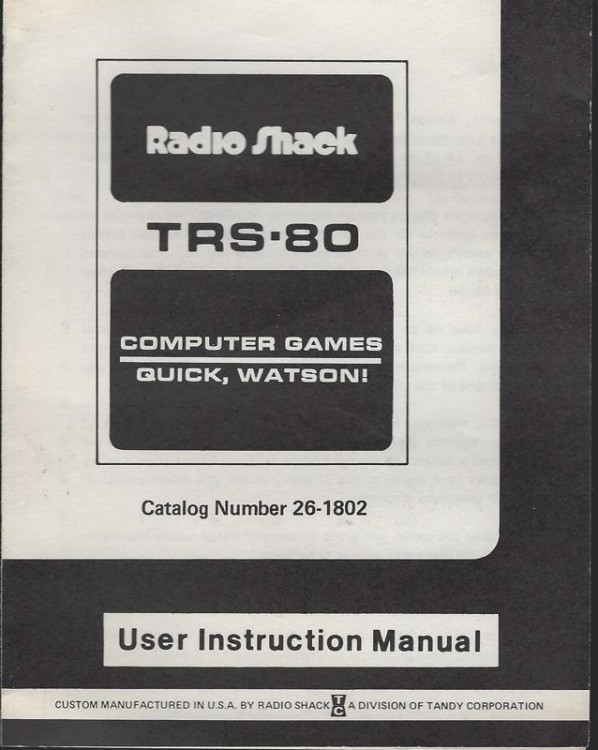 Radio Shack
TRS-80
COMPUTER GAMES
QUICK, WATSON!
Catalog Number 26-1802
User Instruction Manual
CUSTOM MANUFACTURED IN U.S.A. BY RADIO SHACK TC A DIVISION OF TANDY CORPORATION